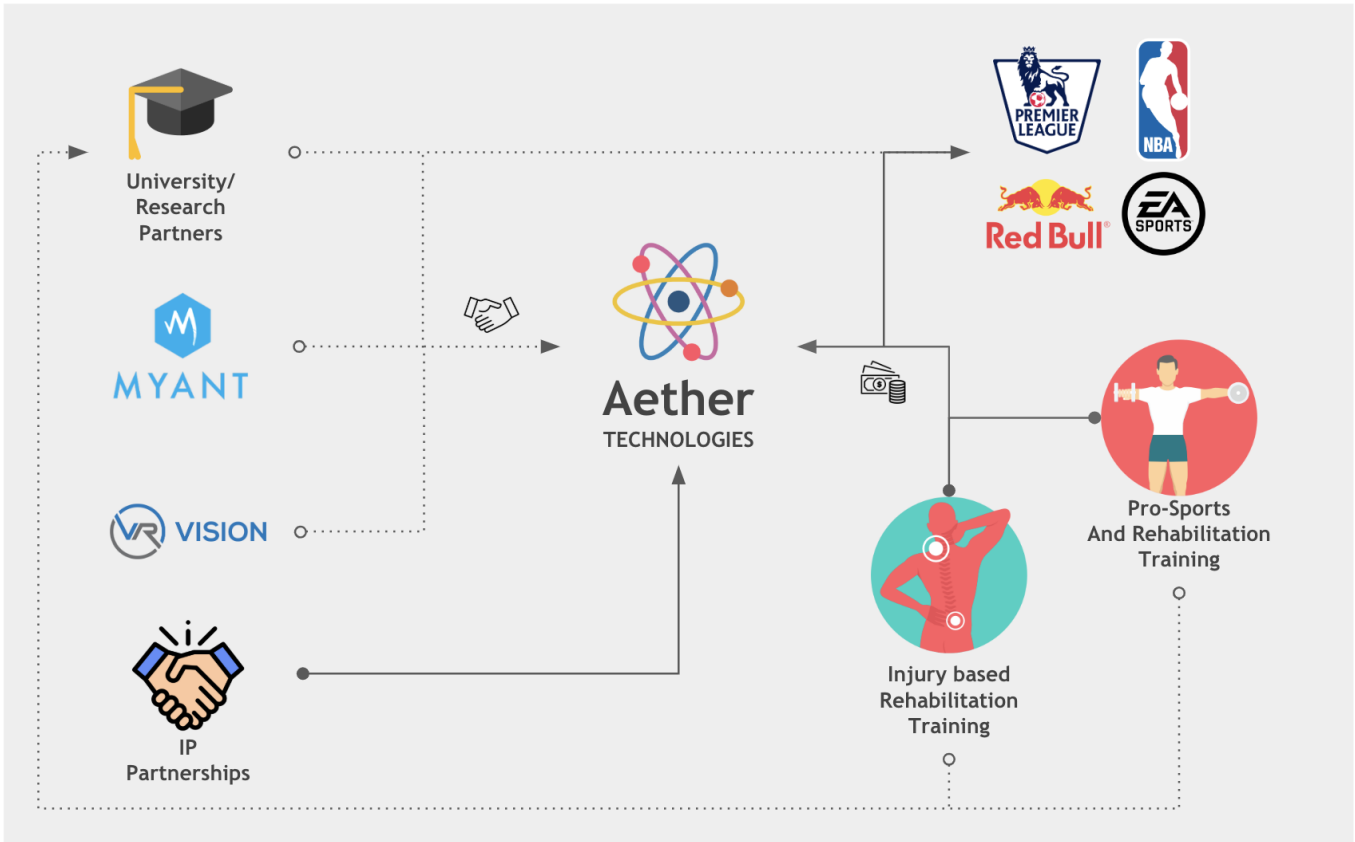 University/
Research
Partners
MYANT
VR VISION
IP
Partnerships
Aether
TECHNOLOGIES
PREMIER
LEAGUE
NBA
Red Bull®
EA
SPORTS
Pro-Sports
And Rehabilitation
Training
Injury based
Rehabilitation
Training